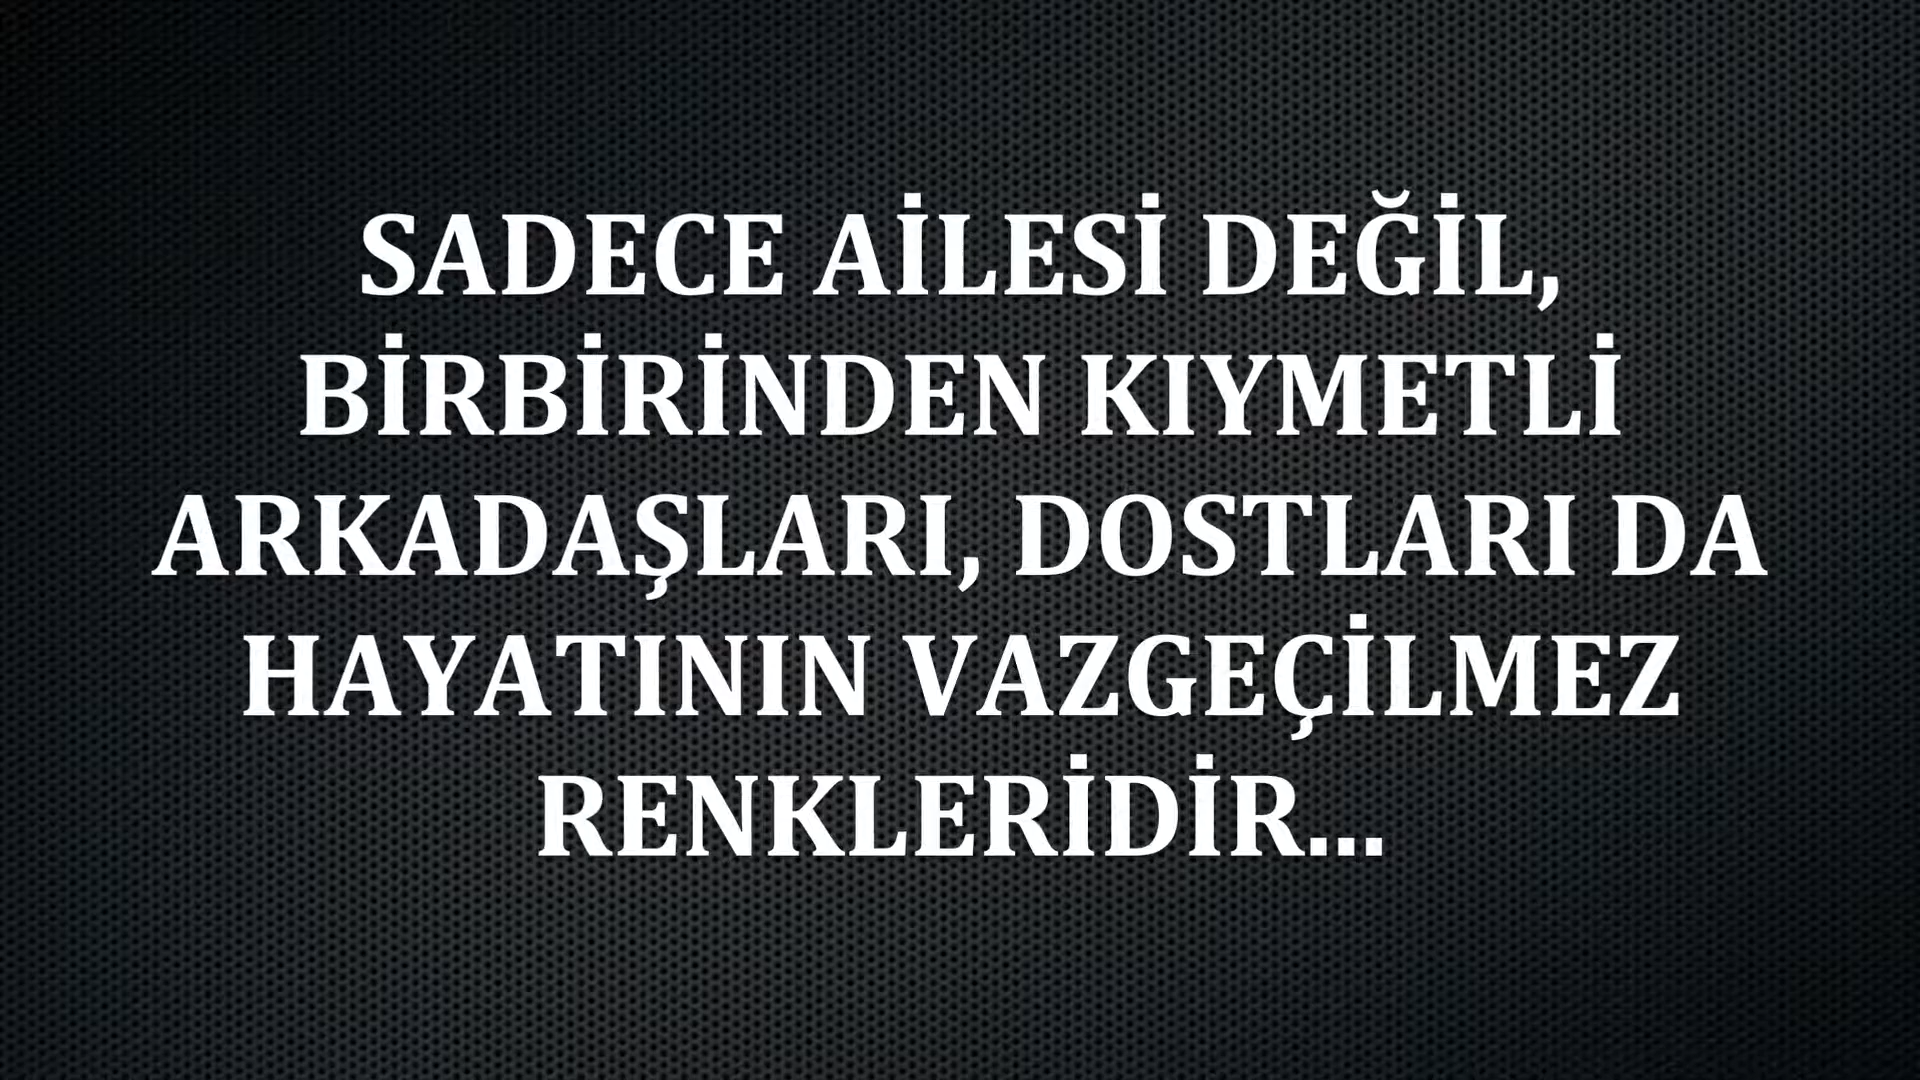 SADECE AİLESİ DEĞİL,
BİRBİRİNDEN KIYMETLİ
ARKADAŞLARI, DOSTLARI DA
HAYATININ VAZGEÇİLMEZ
RENKLERİDİR...